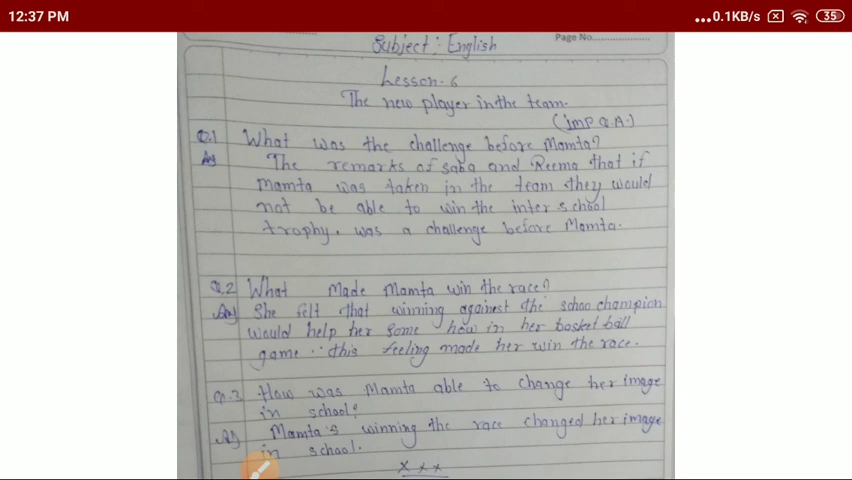 12:37 PM
...0.1KB/s
35
Subject: English
Page No.
Lesson-6
The new player in the team.
(imp Q.A.)
Q.1 What was the challenge before Mamta?
Ans The remarks of saba and Reema that if
Mamta was taken in the team they would
not be able to win the inter school
trophy. was a challenge before Mamta.
Q.2 What Made Mamta win the race?
Ans She felt that winning against the schoo champion
would help her some how in her basket ball
game. this feeling made her win the race.
Q.3 How was Mamta able to change her image
in school?
Ans Mamta's winning the race changed her image
in school.
x x x